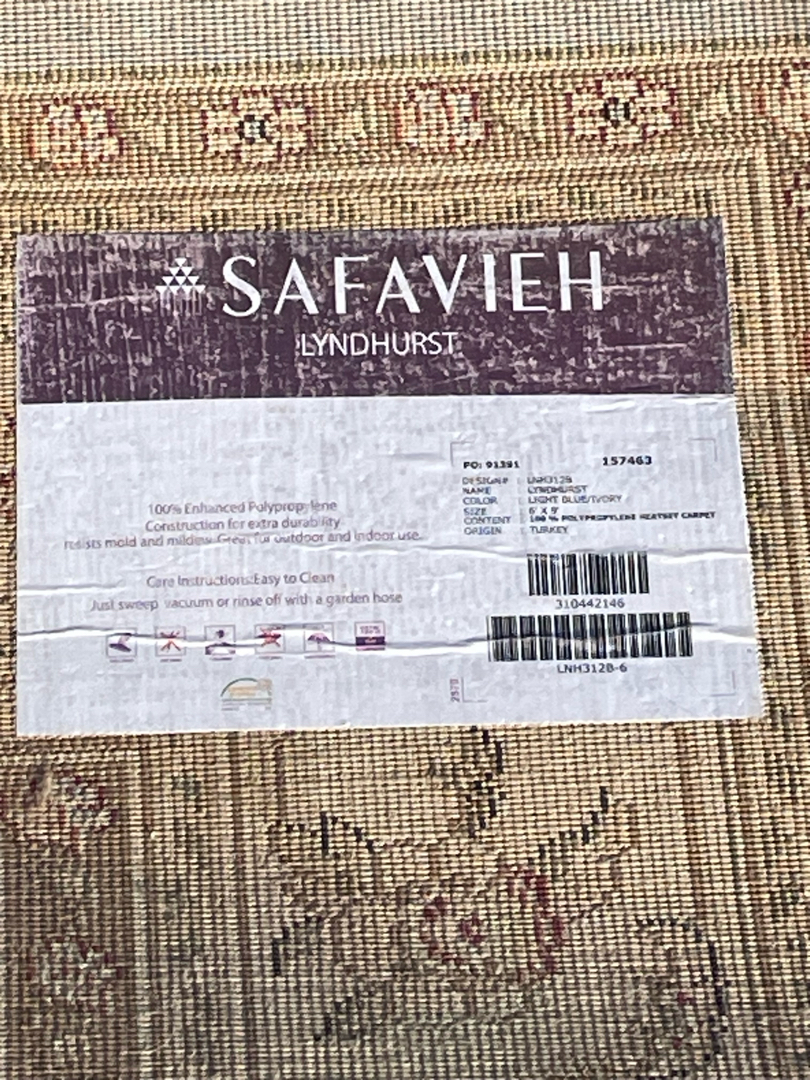 SAFAVIEH
LYNDHURST
100% Enhanced Polypropylene
Construction for extra durability
resists mold and mildew. Great for outdoor and indoor use.
Care Instructions:Easy to Clean
Just sweep vacuum or rinse off with a garden hose
PO: 91391 157463
DESIGN# : LNH312B
NAME : LYNDHURST
COLOR : LIGHT BLUE/IVORY
SIZE : 6' X 9'
CONTENT : 100 % POLYPROPYLENE HEATSET CARPET
ORIGIN : TURKEY
310442146
LNH312B-6